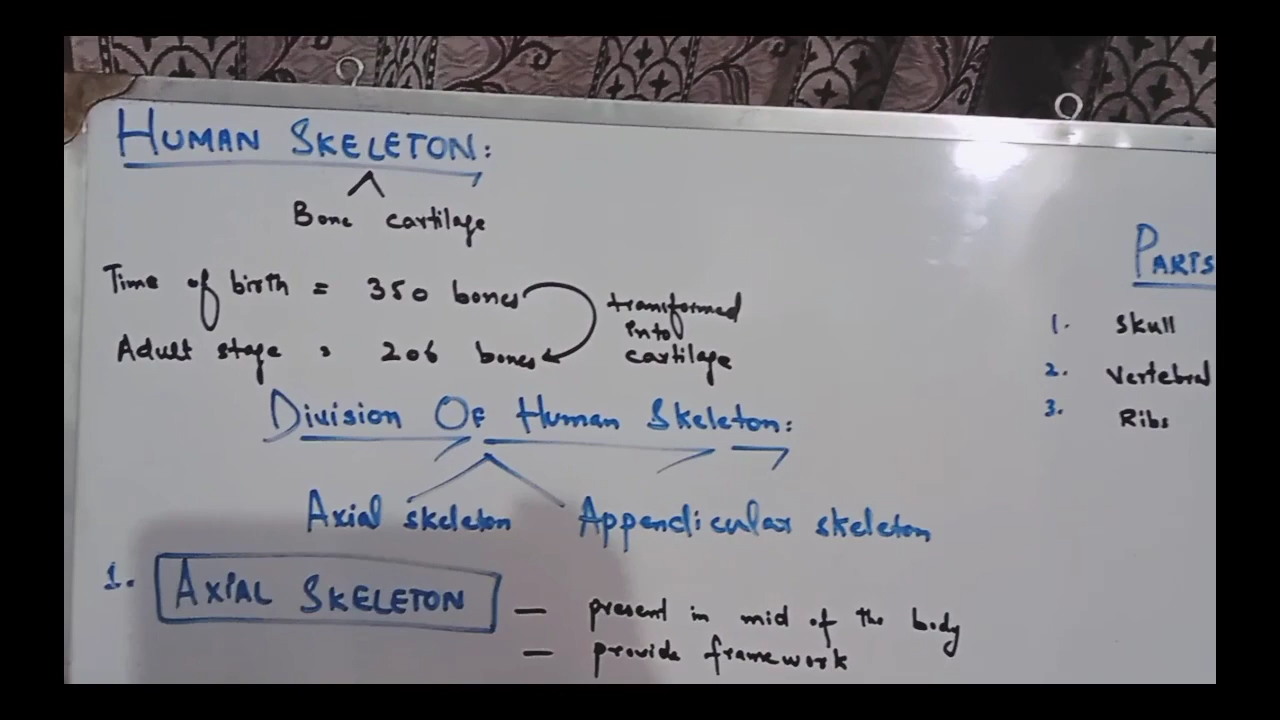 HUMAN SKELETON:
Bone cartilage
Time of birth = 350 bones
transformed
into
cartilage
Adult stage = 206 bones
Division Of Human Skeleton:
Axial skeleton Appendicular skeleton
1. AXIAL SKELETON
— present in mid of the body
— provide framework
PARTS
1. Skull
2. Vertebral
3. Ribs